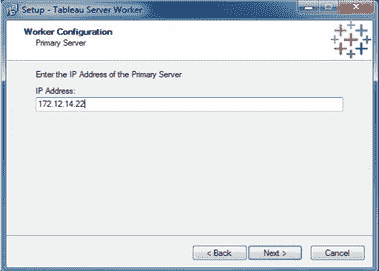 Setup - Tableau Server Worker
Worker Configuration
Primary Server
Enter the IP Address of the Primary Server
IP Address:
172.12.14.22
< Back
Next >
Cancel